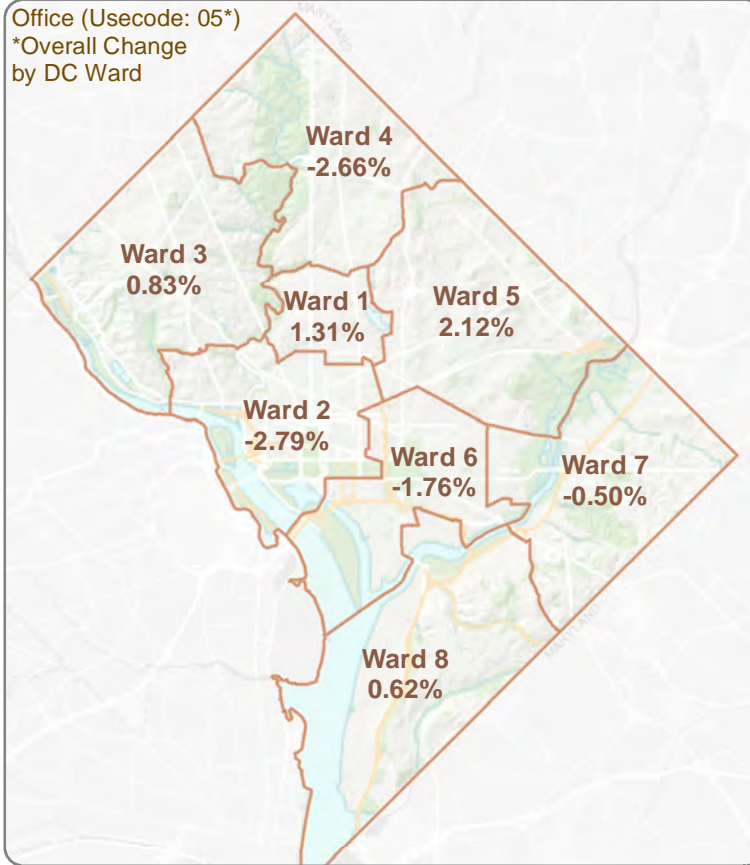 Office (Usecode: 05*)
*Overall Change
by DC Ward
MARYLAND
Ward 4
-2.66%
Ward 3
0.83%
Ward 1
1.31%
Ward 5
2.12%
Ward 2
-2.79%
Ward 6
-1.76%
Ward 7
-0.50%
MARYLAND
Ward 8
0.62%